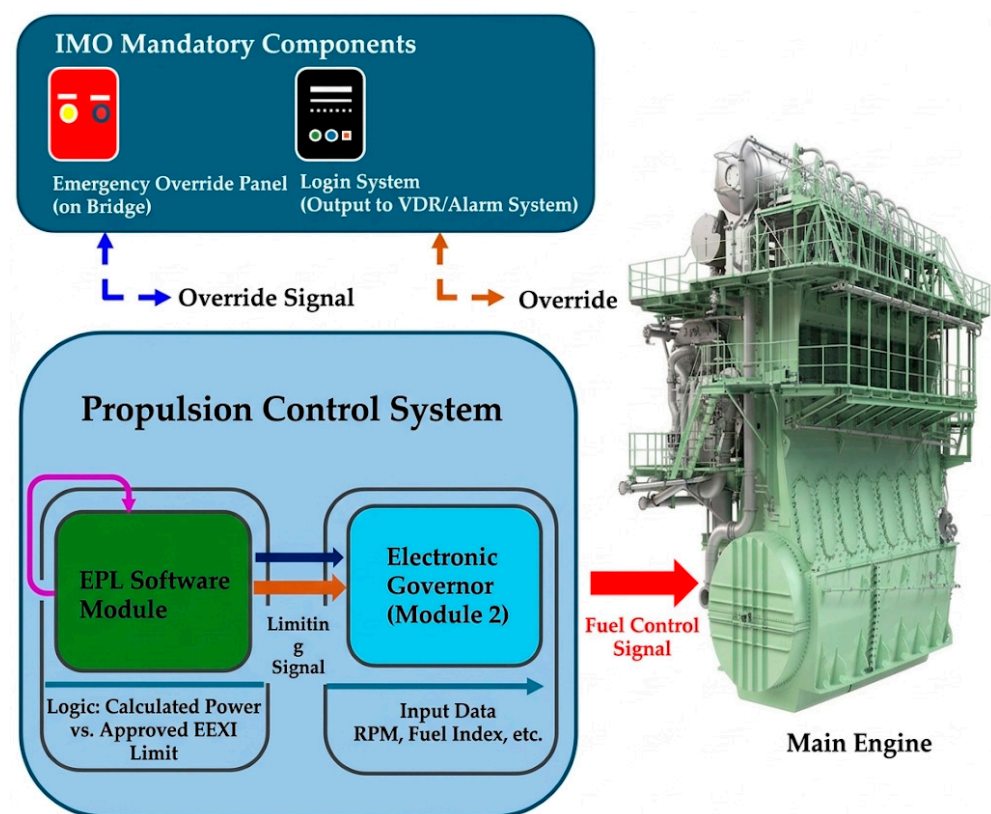 IMO Mandatory Components
Emergency Override Panel
(on Bridge)
Login System
(Output to VDR/Alarm System)
Override Signal
Override
Propulsion Control System
EPL Software
Module
Limitin
g
Signal
Electronic
Governor
(Module 2)
Logic: Calculated Power
vs. Approved EEXI
Limit
Input Data
RPM, Fuel Index, etc.
Fuel Control
Signal
Main Engine